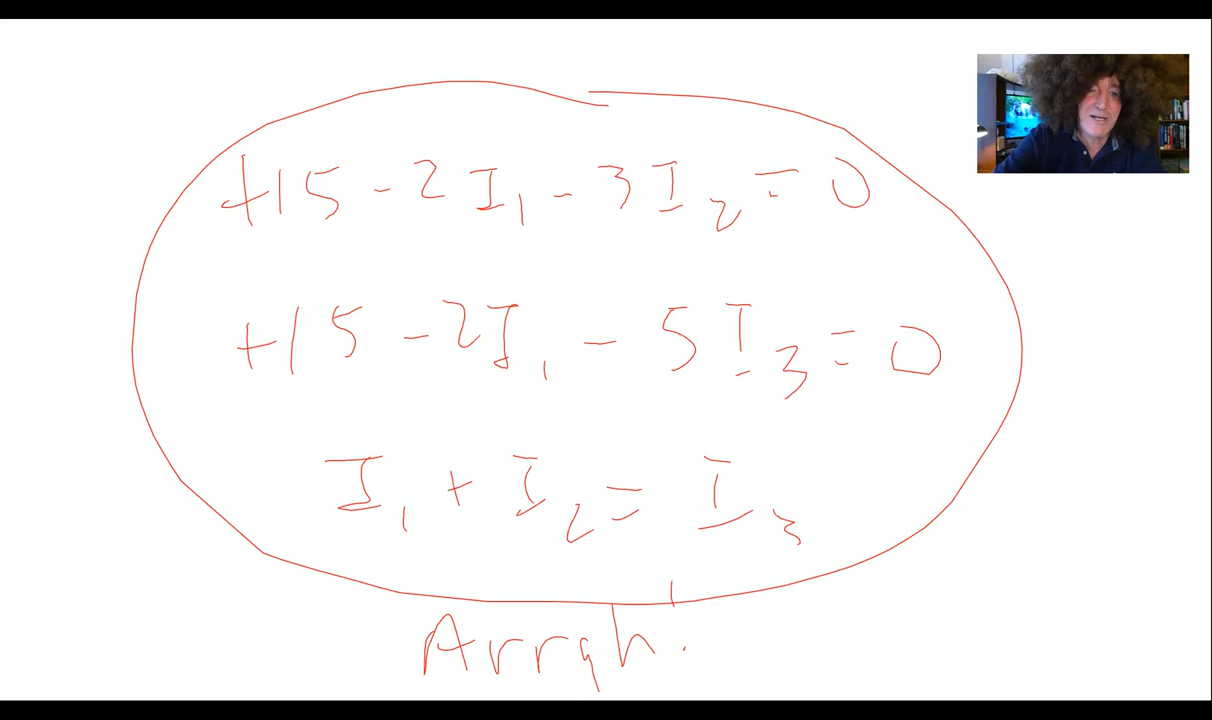 +15 - 2I₁ - 3I₂ = 0
+15 - 2I₁ - 5I₃ = 0
I₁ + I₂ = I₃
Arrgh!